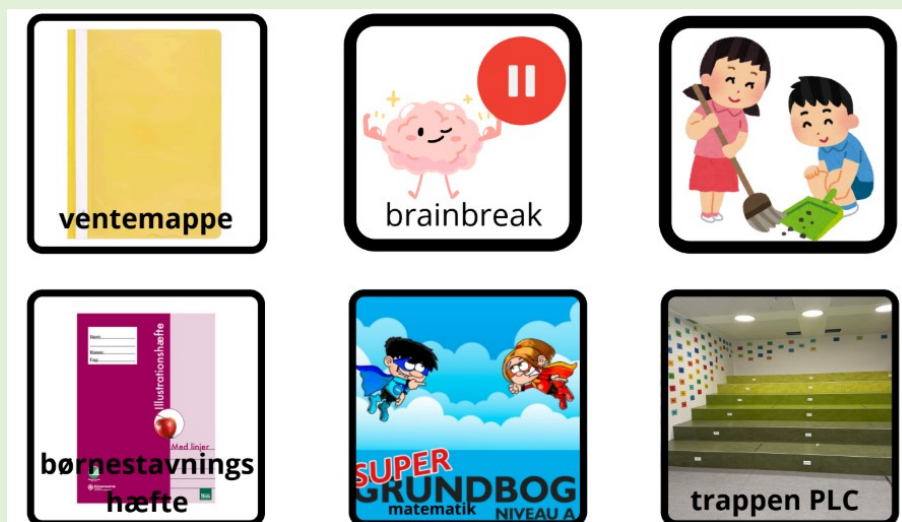 ventemappe
brainbreak
Illustrationshæfte
Med linjer
børnestavnings
hæfte
SUPER
GRUNDBOG
matematik
NIVEAU A
trappen PLC